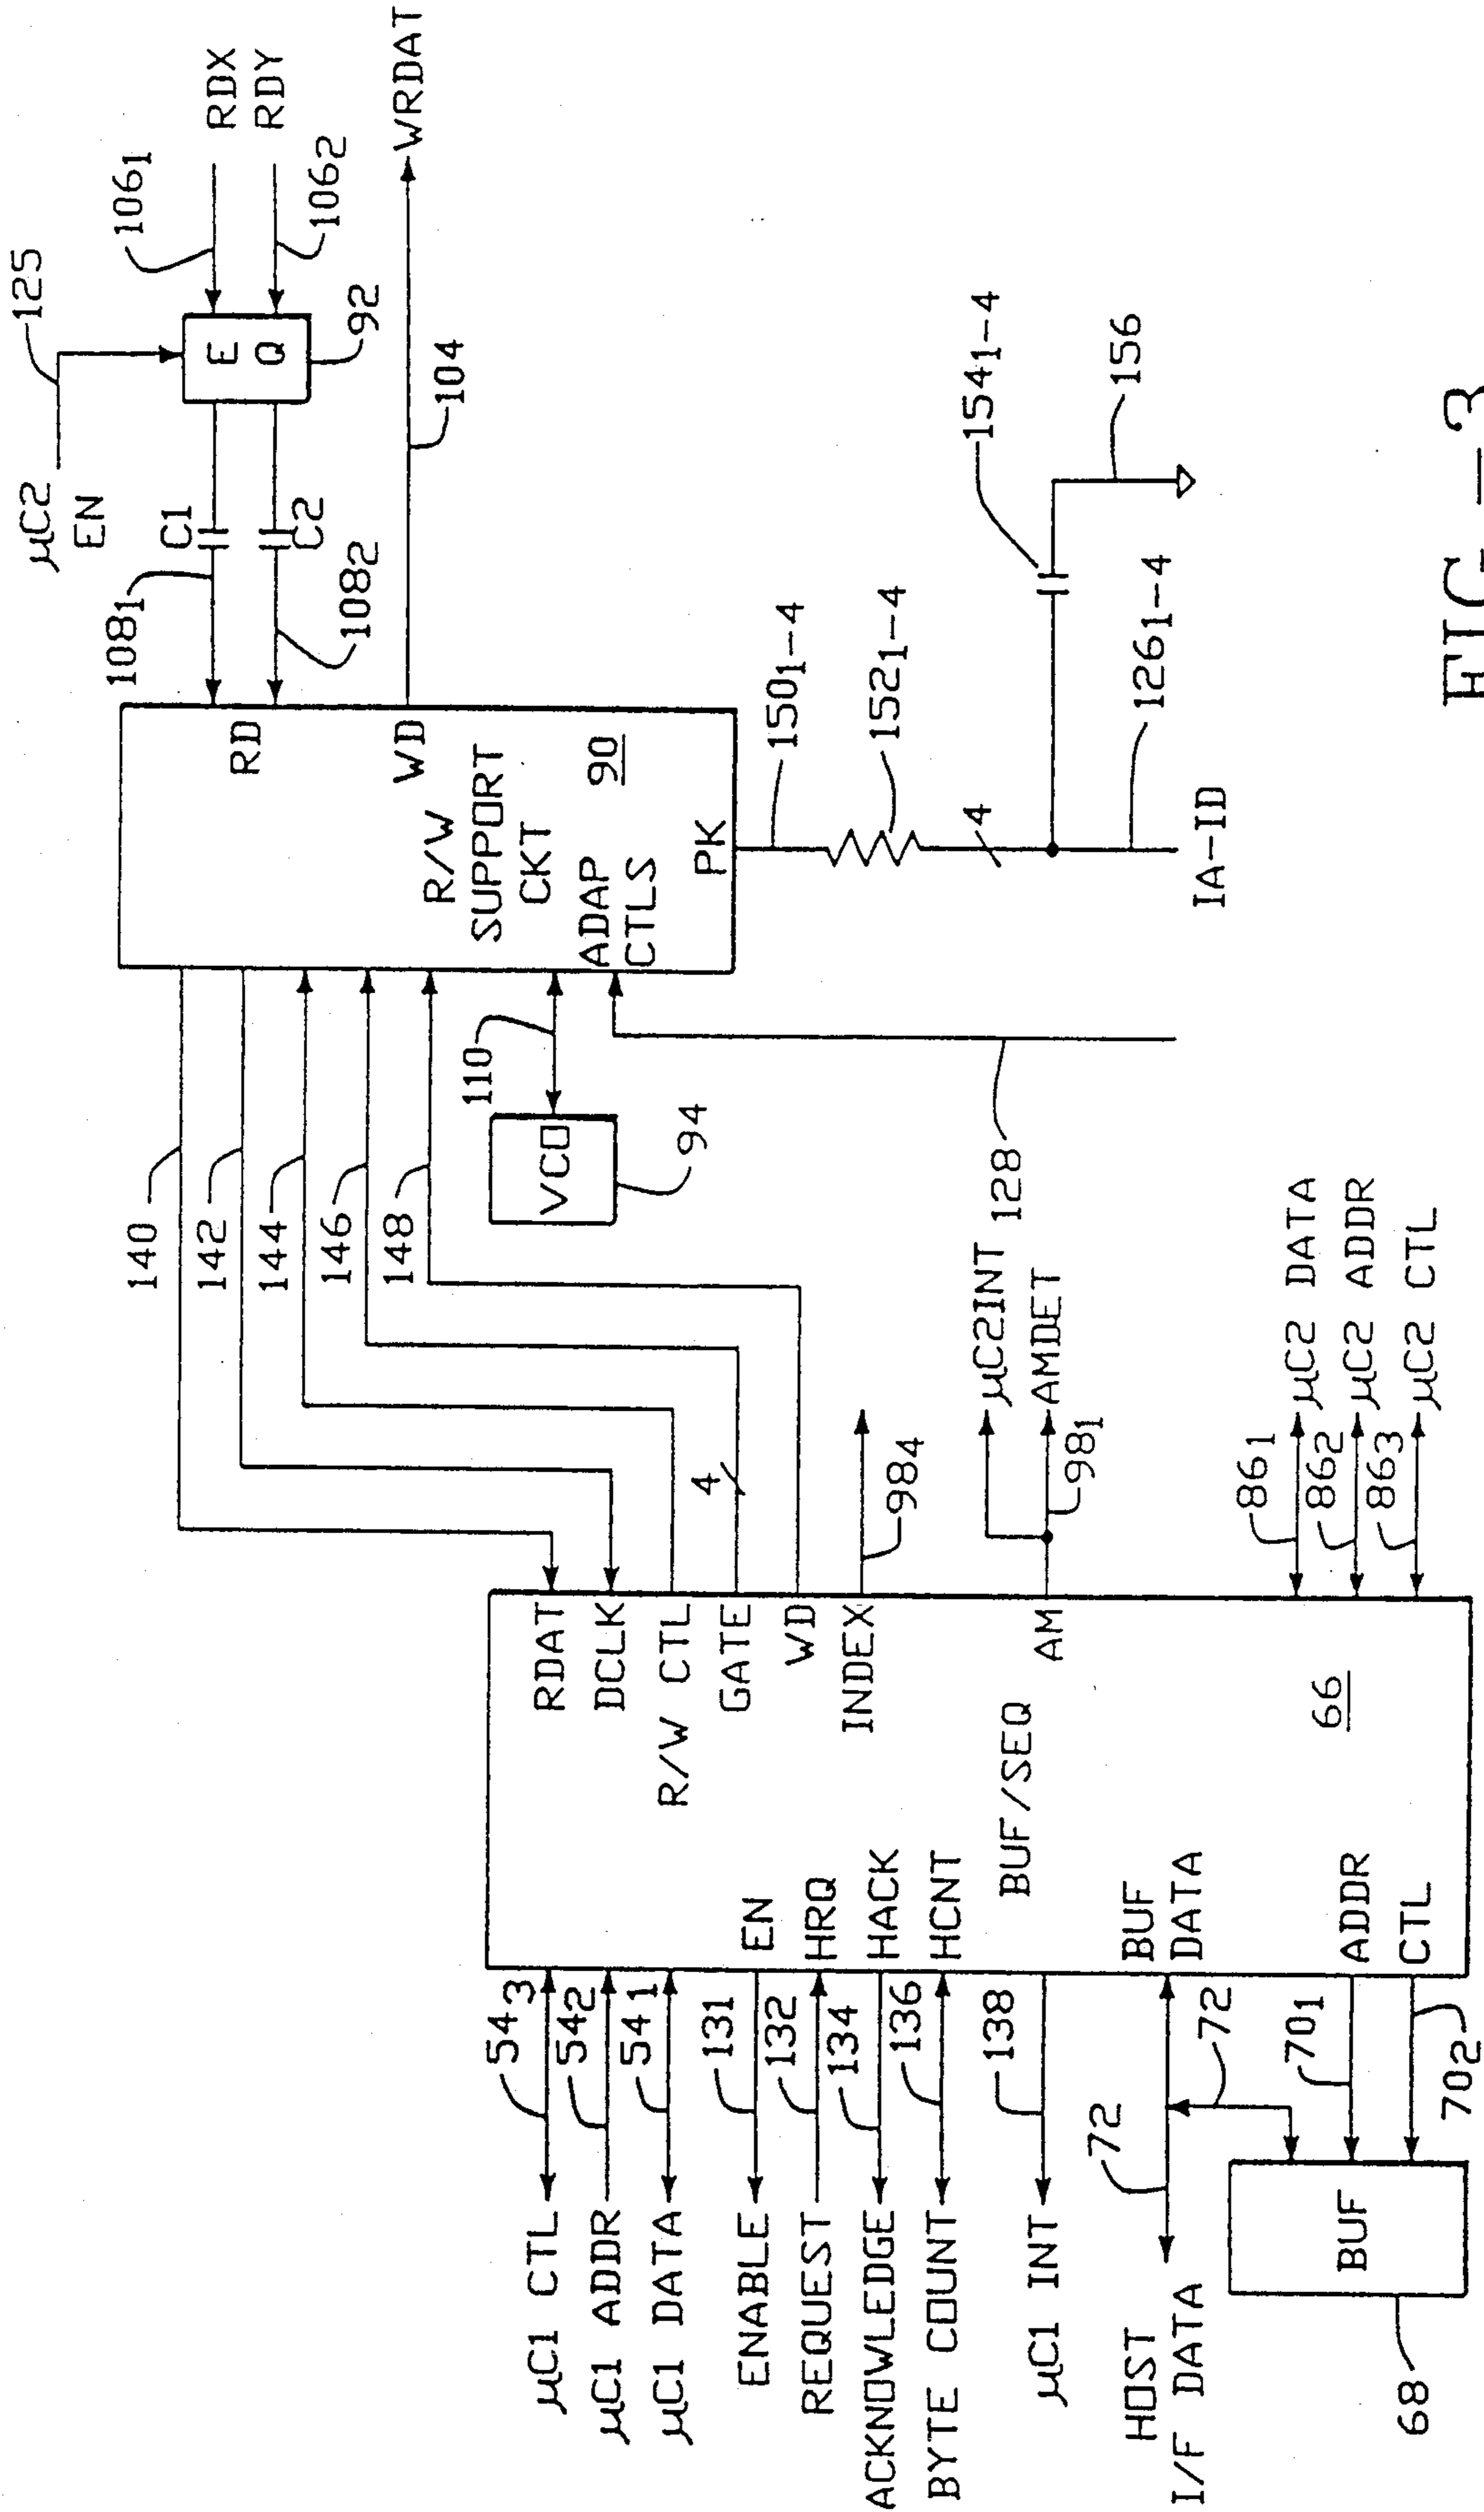 μC1 CTL
μC1 ADDR
μC1 DATA
ENABLE
REQUEST
ACKNOWLEDGE
BYTE COUNT
μC1 INT
HOST
I/F DATA
54₃
54₂
54₁
131
132
134
136
138
72
72
70₁
70₂
BUF
68
EN
HRQ
HACK
HCNT
BUF/SEQ
BUF
DATA
ADDR
CTL
66
RDAT
DCLK
R/W CTL
GATE
WD
INDEX
AM
4
98₄
98₁
μC2INT
AMDET
86₁
86₂
86₃
μC2 DATA
μC2 ADDR
μC2 CTL
140
142
144
146
148
110
VCO
94
128
RD
WD
R/W
SUPPORT
CKT
90
ADAP
CTLS
PK
108₁
108₂
C1
C2
μC2
EN
125
E
Q
92
106₁
106₂
RDX
RDY
104
WRDAT
150₁₋₄
152₁₋₄
4
154₁₋₄
156
126₁₋₄
IA-ID
FIG_3